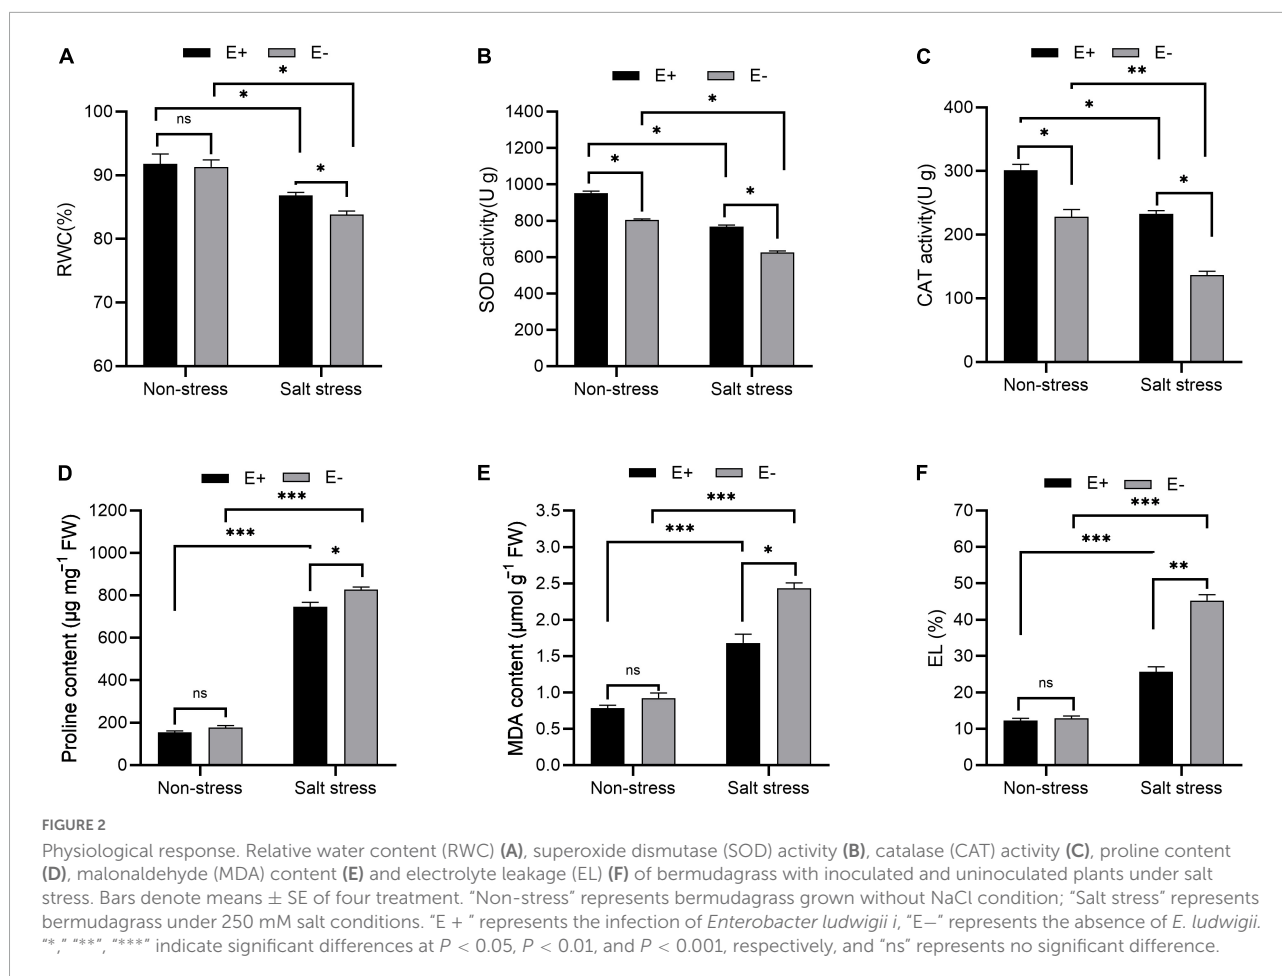 A
E+ E-
*
*
ns
*
RWC(%)
100
90
80
70
60
Non-stress Salt stress
B
E+ E-
*
*
*
*
SOD activity(U g)
1400
1200
1000
800
600
400
200
0
Non-stress Salt stress
C
E+ E-
**
*
*
*
CAT activity(U g)
400
300
200
100
0
Non-stress Salt stress
D
E+ E-
***
***
*
ns
Proline content (μg mg⁻¹ FW)
1200
1000
800
600
400
200
0
Non-stress Salt stress
E
E+ E-
***
***
*
ns
MDA content (μmol g⁻¹ FW)
3.5
3.0
2.5
2.0
1.5
1.0
0.5
0.0
Non-stress Salt stress
F
E+ E-
***
***
**
ns
EL (%)
70
60
50
40
30
20
10
0
Non-stress Salt stress
FIGURE 2
Physiological response. Relative water content (RWC) (A), superoxide dismutase (SOD) activity (B), catalase (CAT) activity (C), proline content
(D), malonaldehyde (MDA) content (E) and electrolyte leakage (EL) (F) of bermudagrass with inoculated and uninoculated plants under salt
stress. Bars denote means ± SE of four treatment. “Non-stress” represents bermudagrass grown without NaCl condition; “Salt stress” represents
bermudagrass under 250 mM salt conditions. “E + ” represents the infection of Enterobacter ludwigii i, “E−” represents the absence of E. ludwigii.
“*,” “**”, “***” indicate significant differences at P < 0.05, P < 0.01, and P < 0.001, respectively, and “ns” represents no significant difference.